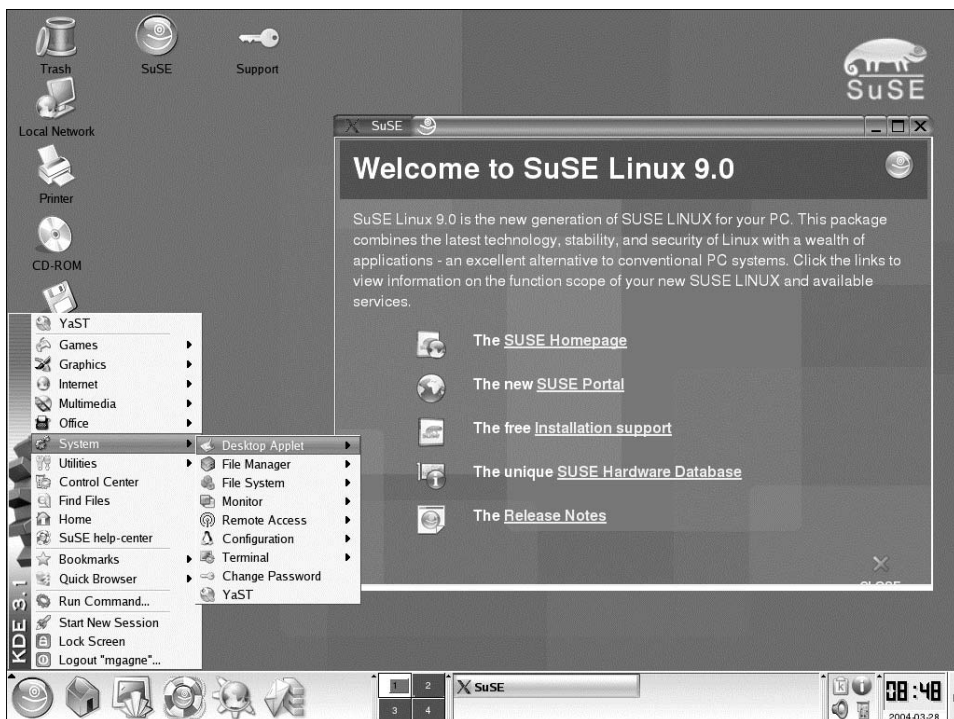 Trash
SuSE
Support
SuSE
Local Network
Printer
CD-ROM
SuSE
Welcome to SuSE Linux 9.0
SuSE Linux 9.0 is the new generation of SUSE LINUX for your PC. This package
combines the latest technology, stability, and security of Linux with a wealth of
applications - an excellent alternative to conventional PC systems. Click the links to
view information on the function scope of your new SUSE LINUX and available
services.
The SUSE Homepage
The new SUSE Portal
The free Installation support
The unique SUSE Hardware Database
The Release Notes
CLOSE
YaST
Games
Graphics
Internet
Multimedia
Office
System
Utilities
Control Center
Find Files
Home
SuSE help-center
Bookmarks
Quick Browser
Run Command...
Start New Session
Lock Screen
Logout "mgagne"...
KDE 3.1
Desktop Applet
File Manager
File System
Monitor
Remote Access
Configuration
Terminal
Change Password
YaST
1
2
3
4
SuSE
08:48
2004-03-28